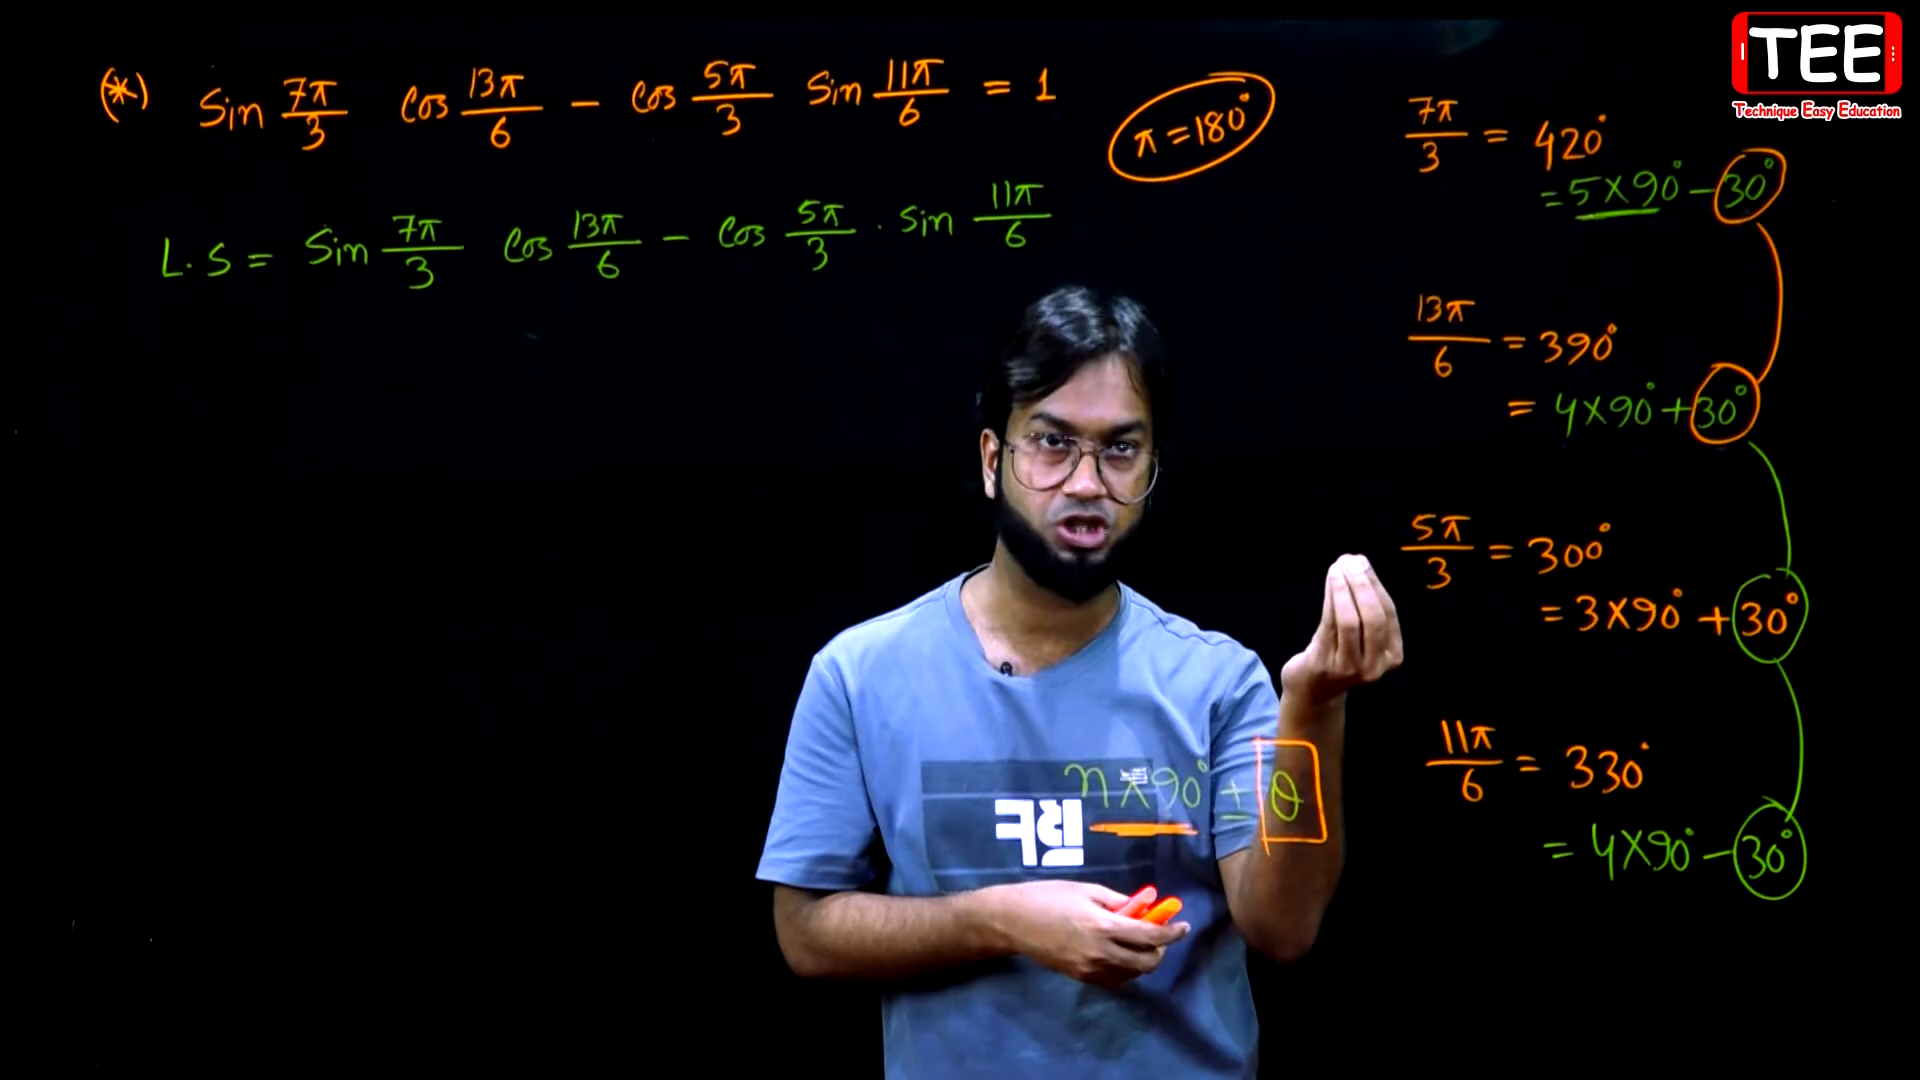 (*) Sin 7π/3 Cos 13π/6 - Cos 5π/3 Sin 11π/6 = 1
π = 180°
L.S = Sin 7π/3 Cos 13π/6 - Cos 5π/3 . Sin 11π/6
7π/3 = 420°
= 5×90° - 30°
13π/6 = 390°
= 4×90° + 30°
5π/3 = 300°
= 3×90° + 30°
11π/6 = 330°
= 4×90° - 30°
n×90° ± θ
TEE
Technique Easy Education